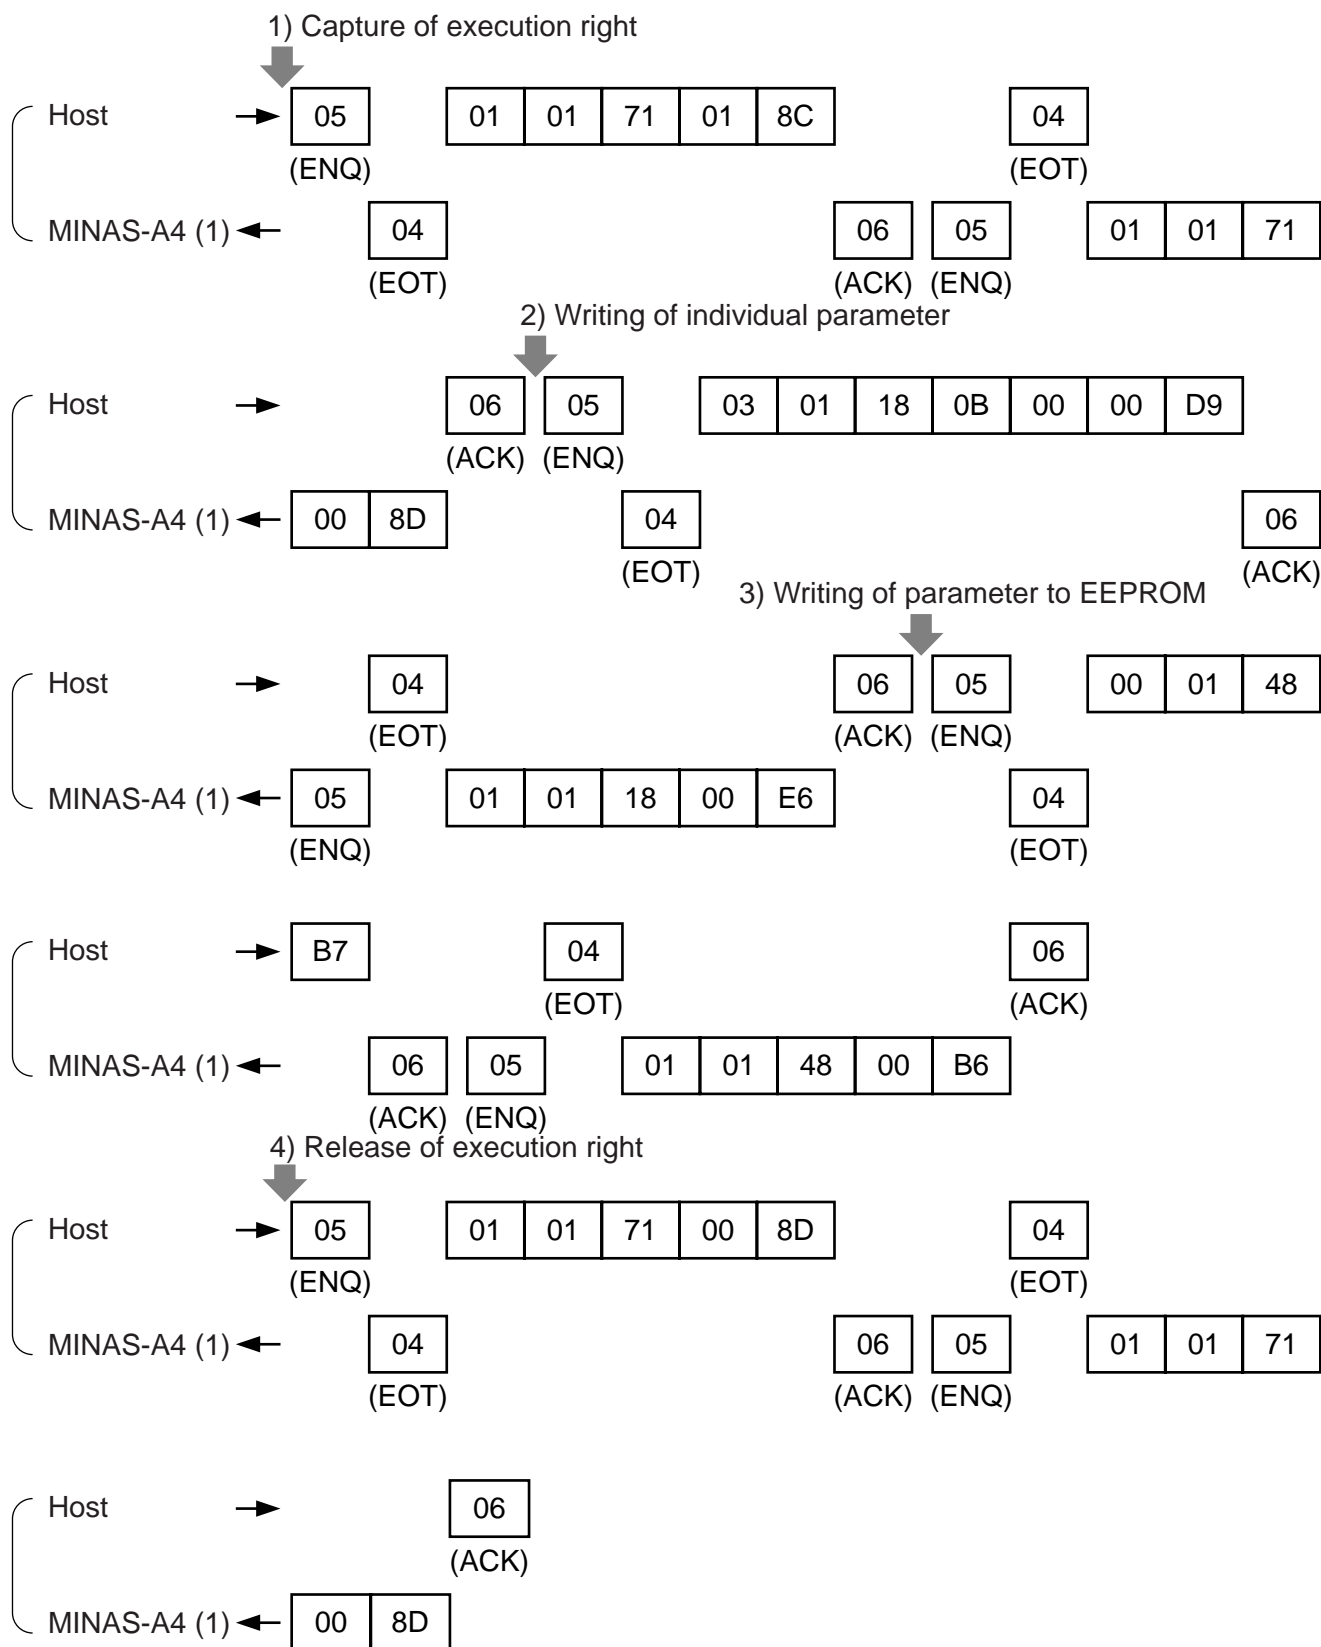 1) Capture of execution right
Host 05 01 01 71 01 8C 04
(ENQ) (EOT)
MINAS-A4 (1) 04 06 05 01 01 71
(EOT) (ACK) (ENQ)
2) Writing of individual parameter
Host 06 05 03 01 18 0B 00 00 D9
(ACK) (ENQ)
MINAS-A4 (1) 00 8D 04 06
(EOT) (ACK)
3) Writing of parameter to EEPROM
Host 04 06 05 00 01 48
(EOT) (ACK) (ENQ)
MINAS-A4 (1) 05 01 01 18 00 E6 04
(ENQ) (EOT)
Host B7 04 06
(EOT) (ACK)
MINAS-A4 (1) 06 05 01 01 48 00 B6
(ACK) (ENQ)
4) Release of execution right
Host 05 01 01 71 00 8D 04
(ENQ) (EOT)
MINAS-A4 (1) 04 06 05 01 01 71
(EOT) (ACK) (ENQ)
Host 06
(ACK)
MINAS-A4 (1) 00 8D